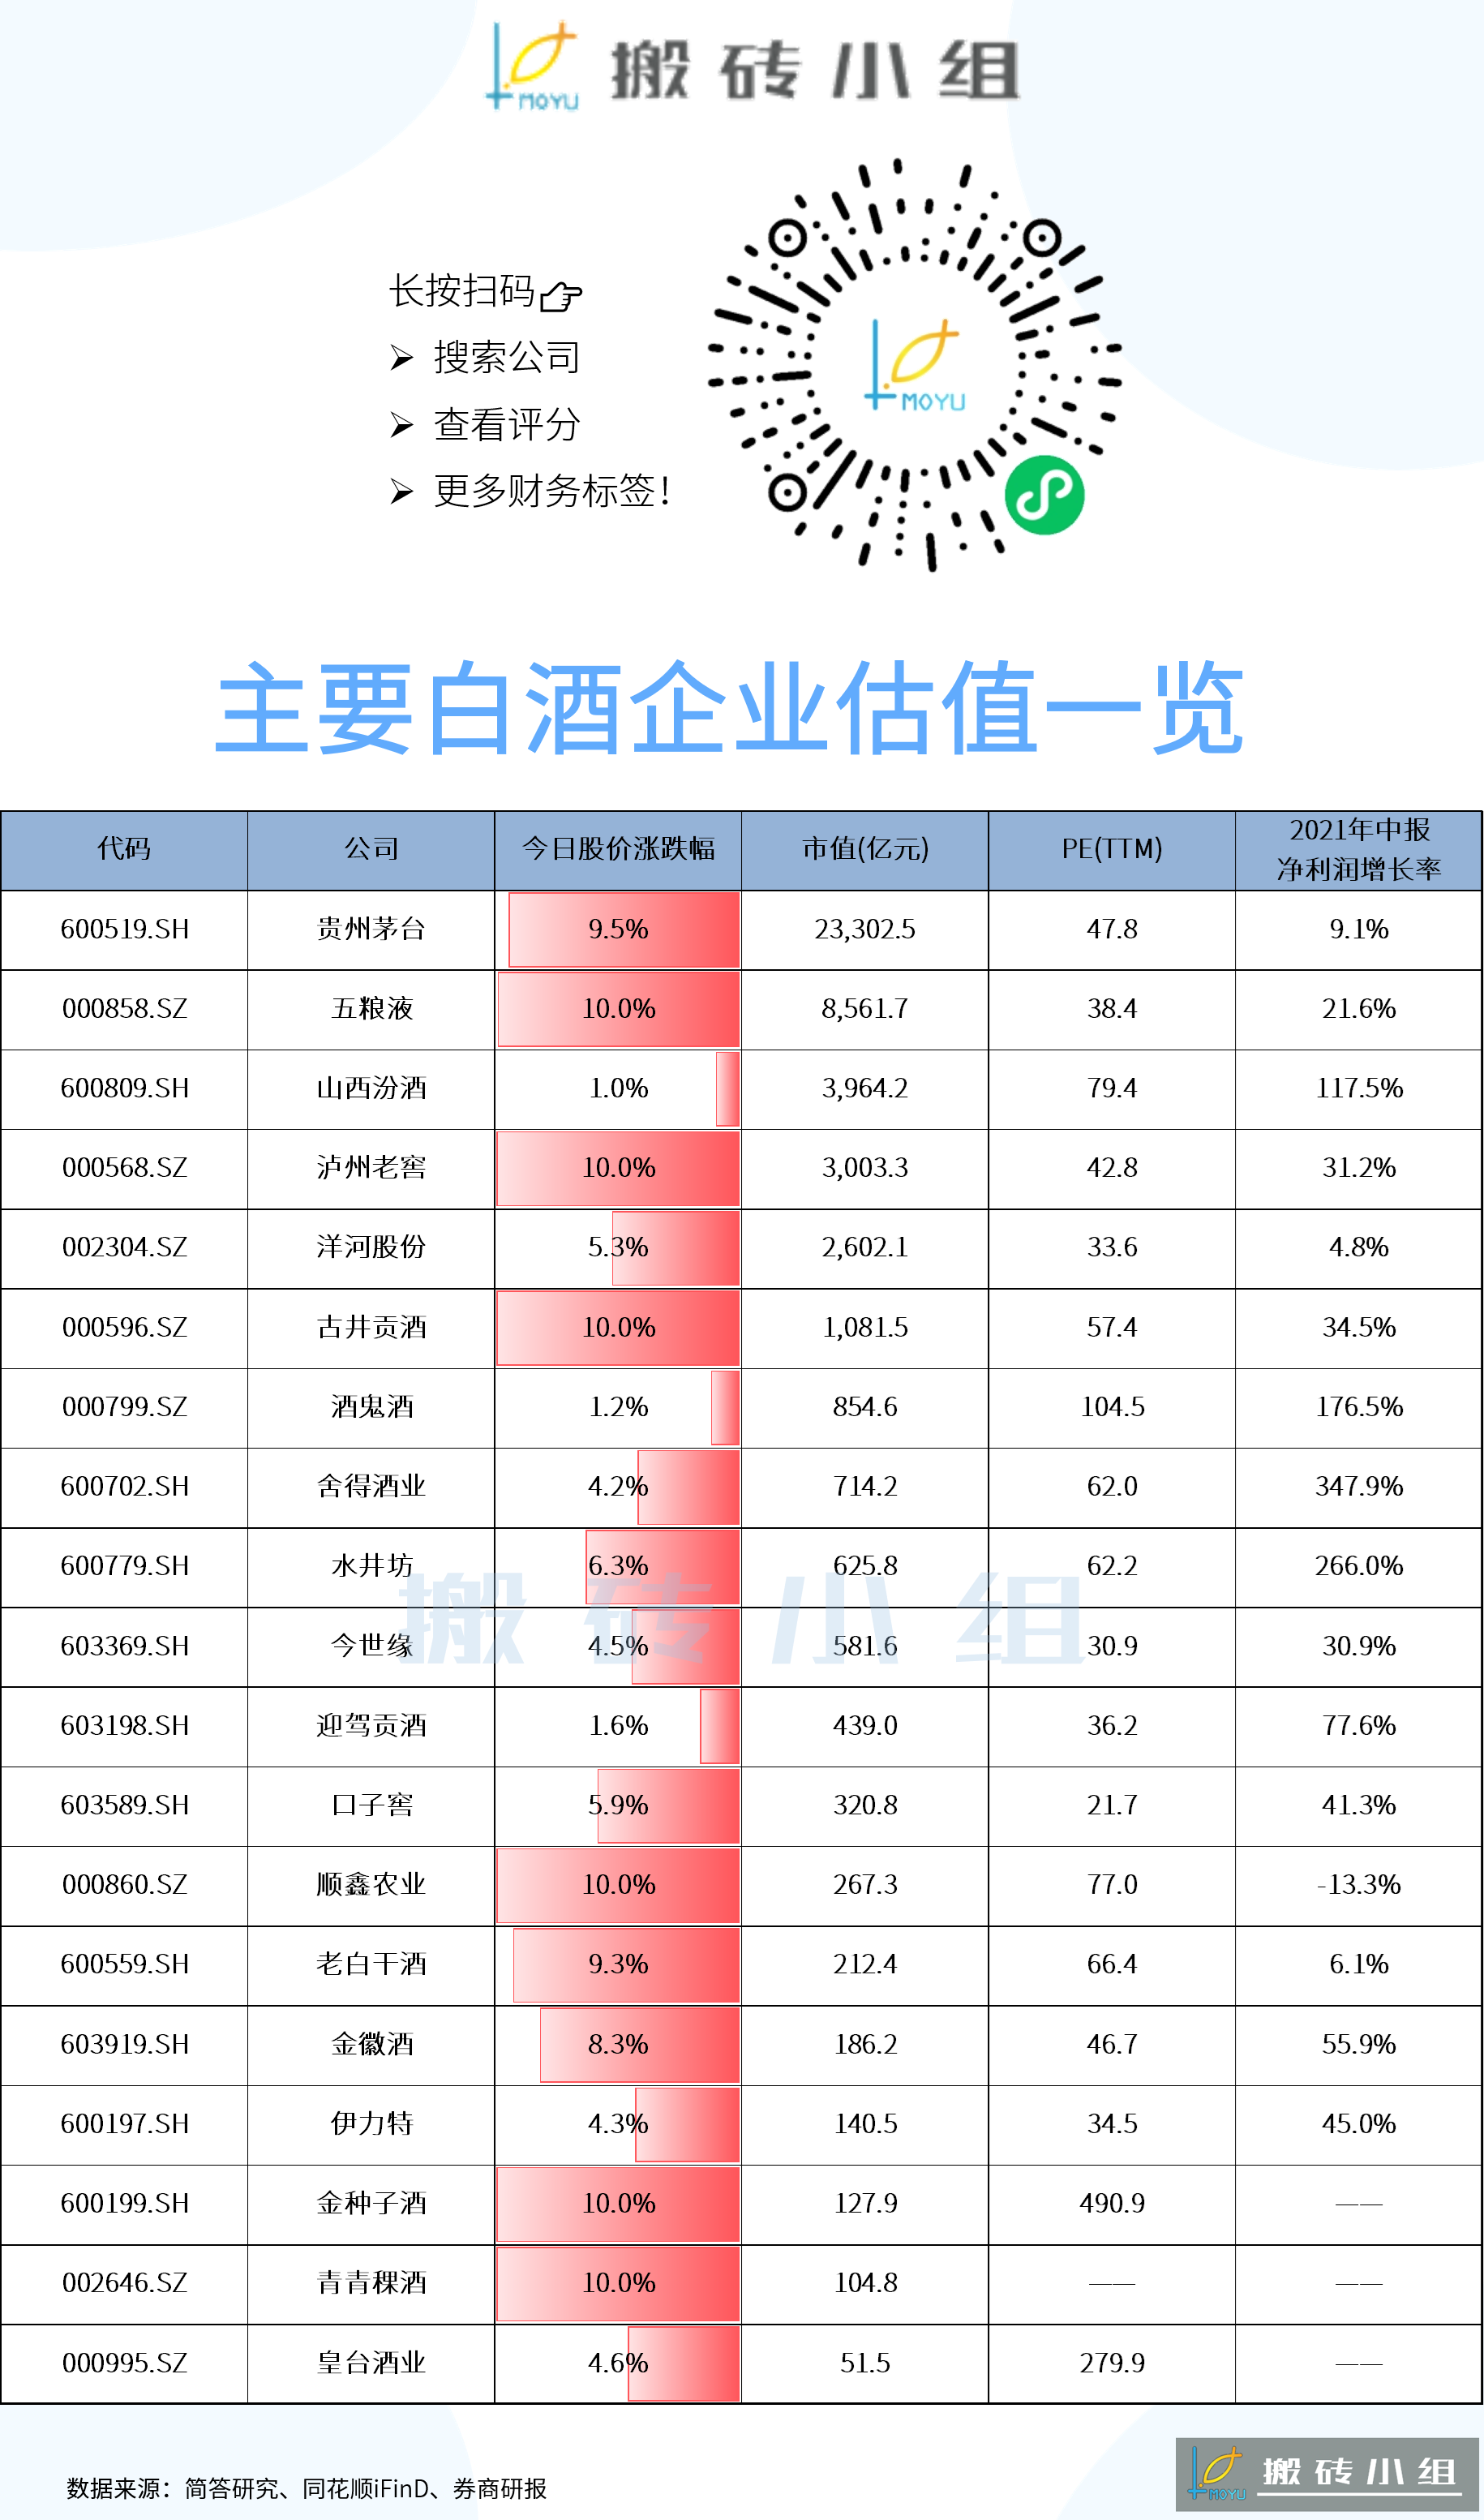 MOYU 搬砖小组
长按扫码
搜索公司
查看评分
更多财务标签！
MOYU
主要白酒企业估值一览
代码 公司 今日股价涨跌幅 市值(亿元) PE(TTM) 2021年中报
净利润增长率
600519.SH 贵州茅台 9.5% 23,302.5 47.8 9.1%
000858.SZ 五粮液 10.0% 8,561.7 38.4 21.6%
600809.SH 山西汾酒 1.0% 3,964.2 79.4 117.5%
000568.SZ 泸州老窖 10.0% 3,003.3 42.8 31.2%
002304.SZ 洋河股份 5.3% 2,602.1 33.6 4.8%
000596.SZ 古井贡酒 10.0% 1,081.5 57.4 34.5%
000799.SZ 酒鬼酒 1.2% 854.6 104.5 176.5%
600702.SH 舍得酒业 4.2% 714.2 62.0 347.9%
600779.SH 水井坊 6.3% 625.8 62.2 266.0%
搬砖小组
603369.SH 今世缘 4.5% 581.6 30.9 30.9%
603198.SH 迎驾贡酒 1.6% 439.0 36.2 77.6%
603589.SH 口子窖 5.9% 320.8 21.7 41.3%
000860.SZ 顺鑫农业 10.0% 267.3 77.0 -13.3%
600559.SH 老白干酒 9.3% 212.4 66.4 6.1%
603919.SH 金徽酒 8.3% 186.2 46.7 55.9%
600197.SH 伊力特 4.3% 140.5 34.5 45.0%
600199.SH 金种子酒 10.0% 127.9 490.9 ——
002646.SZ 青青稞酒 10.0% 104.8 —— ——
000995.SZ 皇台酒业 4.6% 51.5 279.9 ——
数据来源：简答研究、同花顺iFinD、券商研报
MOYU 搬砖小组